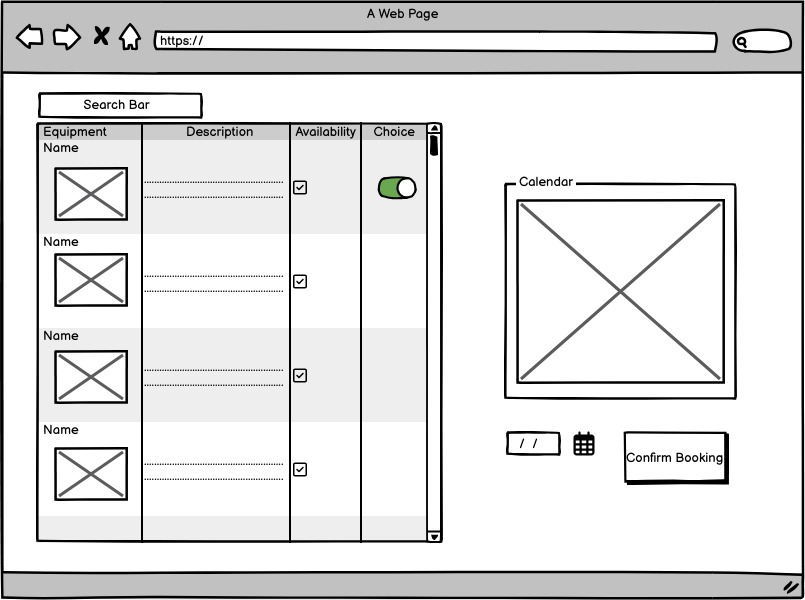 A Web Page
https://
Search Bar
Equipment Description Availability Choice
Name
Name
Name
Name
Calendar
/ /
Confirm Booking